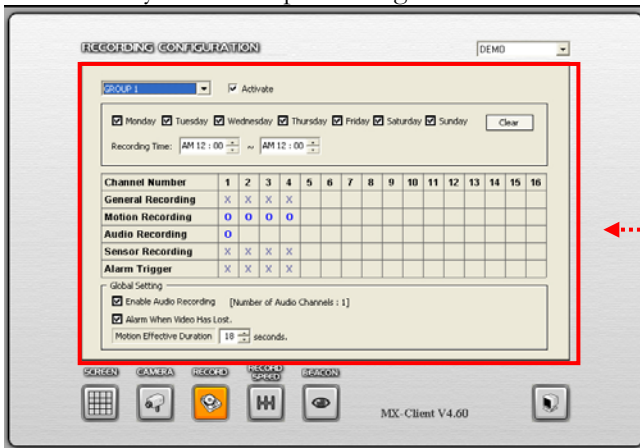 RECORDING CONFIGURATION DEMO
GROUP 1 Activate
Monday Tuesday Wednesday Thursday Friday Saturday Sunday Clear
Recording Time: AM 12 : 00 ~ AM 12 : 00
Channel Number 1 2 3 4 5 6 7 8 9 10 11 12 13 14 15 16
General Recording X X X X
Motion Recording O O O O
Audio Recording O
Sensor Recording X X X X
Alarm Trigger X X X X
Global Setting
Enable Audio Recording [Number of Audio Channels : 1]
Alarm When Video Has Lost.
Motion Effective Duration 10 seconds.
SCREEN CAMERA RECORD RECORD SPEED BEACON
MX-Client V4.60